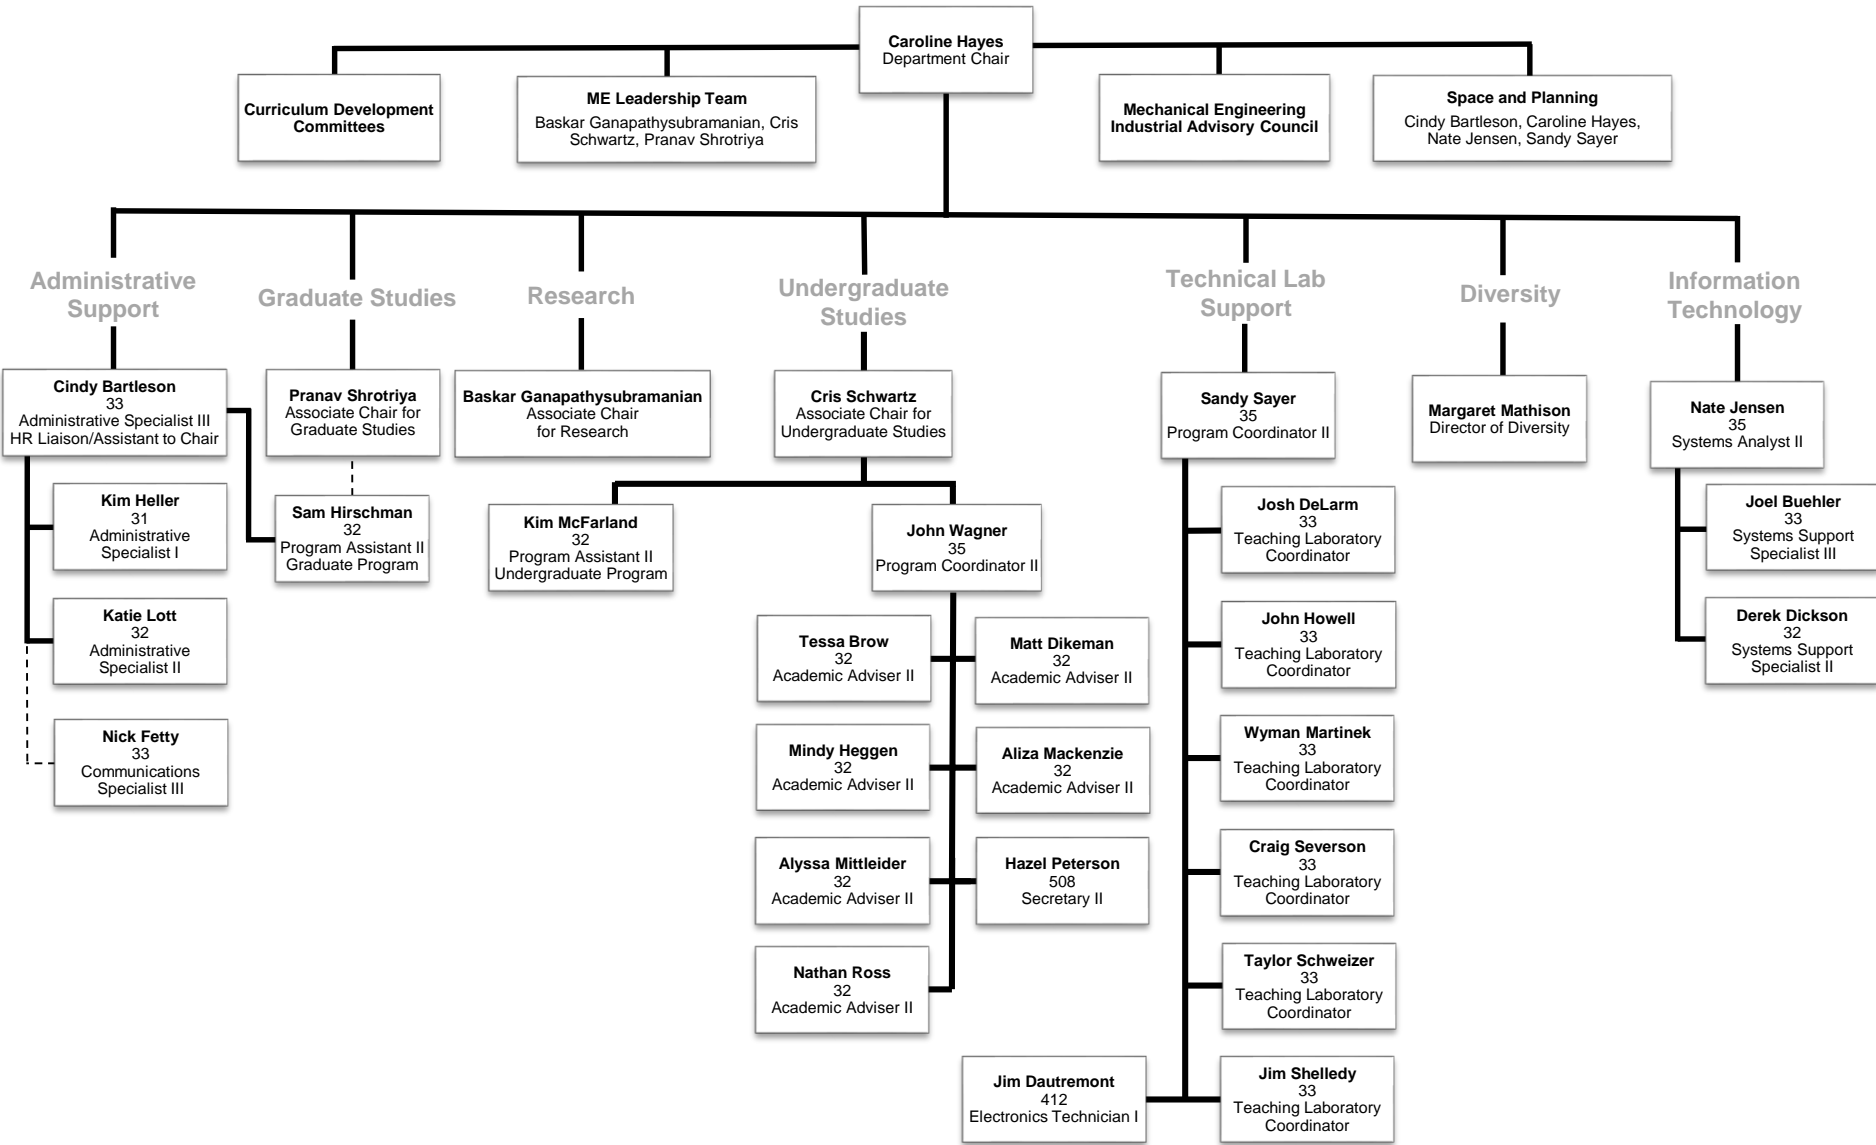 Caroline Hayes
Department Chair
Curriculum Development
Committees
ME Leadership Team
Baskar Ganapathysubramanian, Cris
Schwartz, Pranav Shrotriya
Mechanical Engineering
Industrial Advisory Council
Space and Planning
Cindy Bartleson, Caroline Hayes,
Nate Jensen, Sandy Sayer
Administrative
Support
Graduate Studies
Research
Undergraduate
Studies
Technical Lab
Support
Diversity
Information
Technology
Cindy Bartleson
33
Administrative Specialist III
HR Liaison/Assistant to Chair
Kim Heller
31
Administrative
Specialist I
Katie Lott
32
Administrative
Specialist II
Nick Fetty
33
Communications
Specialist III
Pranav Shrotriya
Associate Chair for
Graduate Studies
Sam Hirschman
32
Program Assistant II
Graduate Program
Baskar Ganapathysubramanian
Associate Chair
for Research
Cris Schwartz
Associate Chair for
Undergraduate Studies
Kim McFarland
32
Program Assistant II
Undergraduate Program
John Wagner
35
Program Coordinator II
Tessa Brow
32
Academic Adviser II
Matt Dikeman
32
Academic Adviser II
Mindy Heggen
32
Academic Adviser II
Aliza Mackenzie
32
Academic Adviser II
Alyssa Mittleider
32
Academic Adviser II
Hazel Peterson
508
Secretary II
Nathan Ross
32
Academic Adviser II
Sandy Sayer
35
Program Coordinator II
Josh DeLarm
33
Teaching Laboratory
Coordinator
John Howell
33
Teaching Laboratory
Coordinator
Wyman Martinek
33
Teaching Laboratory
Coordinator
Craig Severson
33
Teaching Laboratory
Coordinator
Taylor Schweizer
33
Teaching Laboratory
Coordinator
Jim Dautremont
412
Electronics Technician I
Jim Shelledy
33
Teaching Laboratory
Coordinator
Margaret Mathison
Director of Diversity
Nate Jensen
35
Systems Analyst II
Joel Buehler
33
Systems Support
Specialist III
Derek Dickson
32
Systems Support
Specialist II